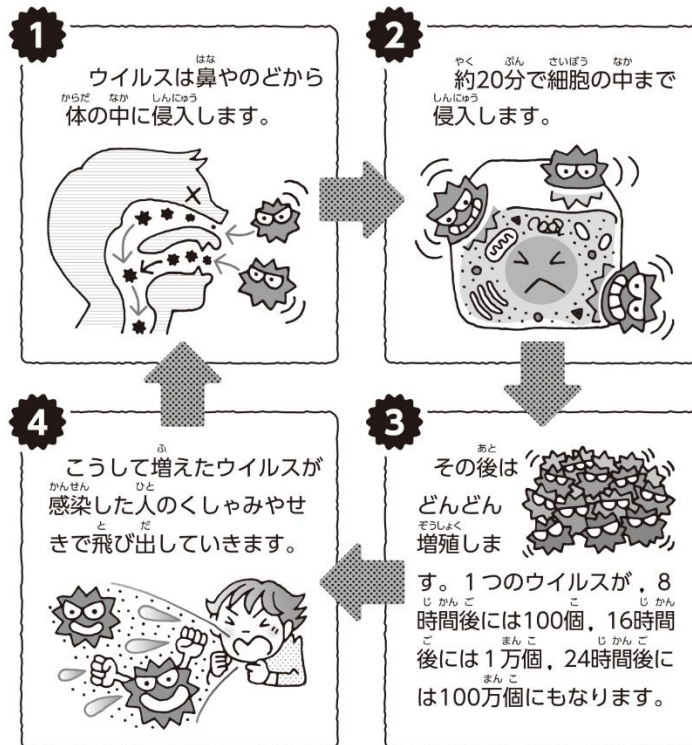 1
ウイルスは鼻やのどから
体の中に侵入します。
2
約20分で細胞の中まで
侵入します。
3
その後は
どんどん
増殖しま
す。1つのウイルスが，8
時間後には100個，16時間
後には1万個，24時間後に
は100万個にもなります。
4
こうして増えたウイルスが
感染した人のくしゃみやせ
きで飛び出していきます。